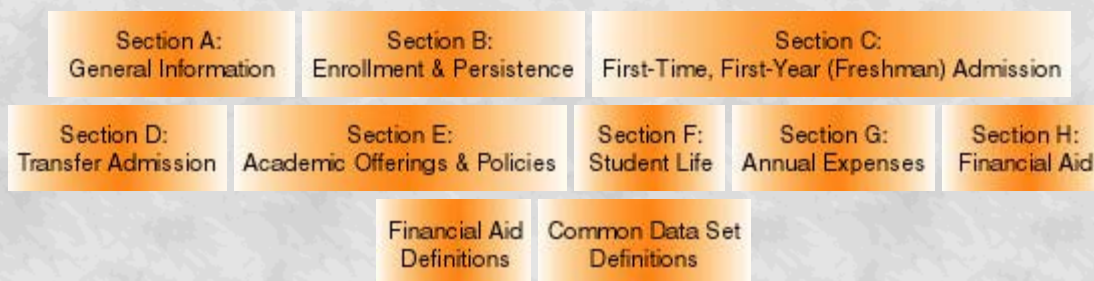 Section A:
General Information
Section B:
Enrollment & Persistence
Section C:
First-Time, First-Year (Freshman) Admission
Section D:
Transfer Admission
Section E:
Academic Offerings & Policies
Section F:
Student Life
Section G:
Annual Expenses
Section H:
Financial Aid
Financial Aid
Definitions
Common Data Set
Definitions